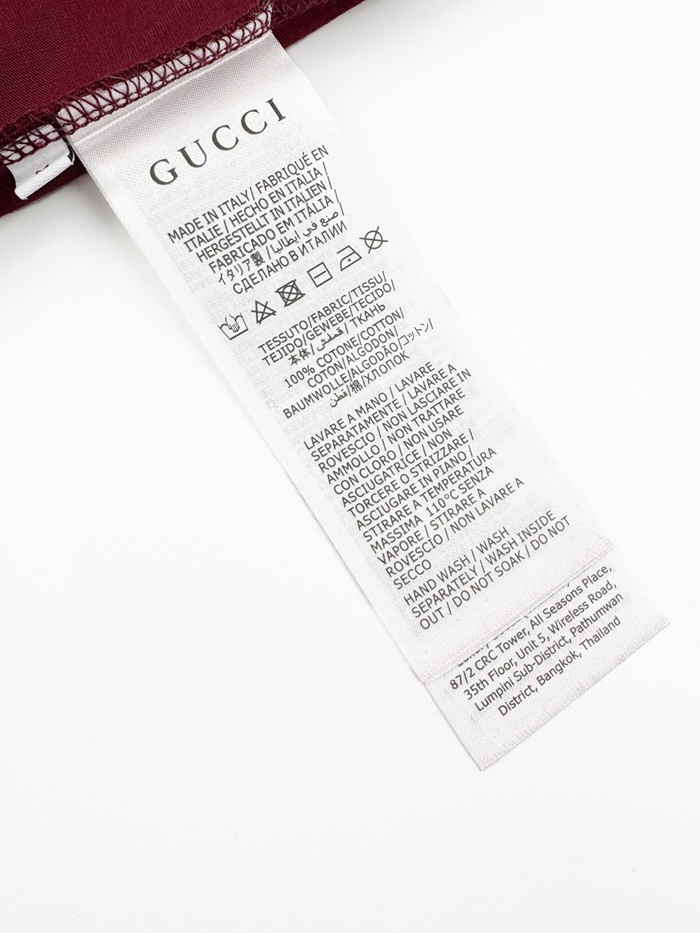 GUCCI
MADE IN ITALY / FABRIQUÉ EN
ITALIE / HECHO EN ITALIA /
HERGESTELLT IN ITALIEN /
FABRICADO EM ITÁLIA /
イタリア製 / صنع في ايطاليا /
СДЕЛАНО В ИТАЛИИ
TESSUTO/FABRIC/TISSU/
TEJIDO/GEWEBE/TECIDO/
本体/ قماش / ТКАНЬ
100% COTONE/COTTON/
COTON/ALGODON/
BAUMWOLLE/ALGODÃO/コットン/
قطن /棉/ХЛОПОК
LAVARE A MANO / LAVARE
SEPARATAMENTE / LAVARE A
ROVESCIO / NON LASCIARE IN
AMMOLLO / NON TRATTARE
CON CLORO / NON USARE
ASCIUGATRICE / NON
TORCERE O STRIZZARE /
ASCIUGARE IN PIANO /
STIRARE A TEMPERATURA
MASSIMA 110°C SENZA
VAPORE / STIRARE A
ROVESCIO / NON LAVARE A
SECCO
HAND WASH / WASH
SEPARATELY / WASH INSIDE
OUT / DO NOT SOAK / DO NOT
87/2 CRC Tower, All Seasons Place,
35th Floor, Unit 5, Wireless Road,
Lumpini Sub-District, Pathumwan
District, Bangkok, Thailand